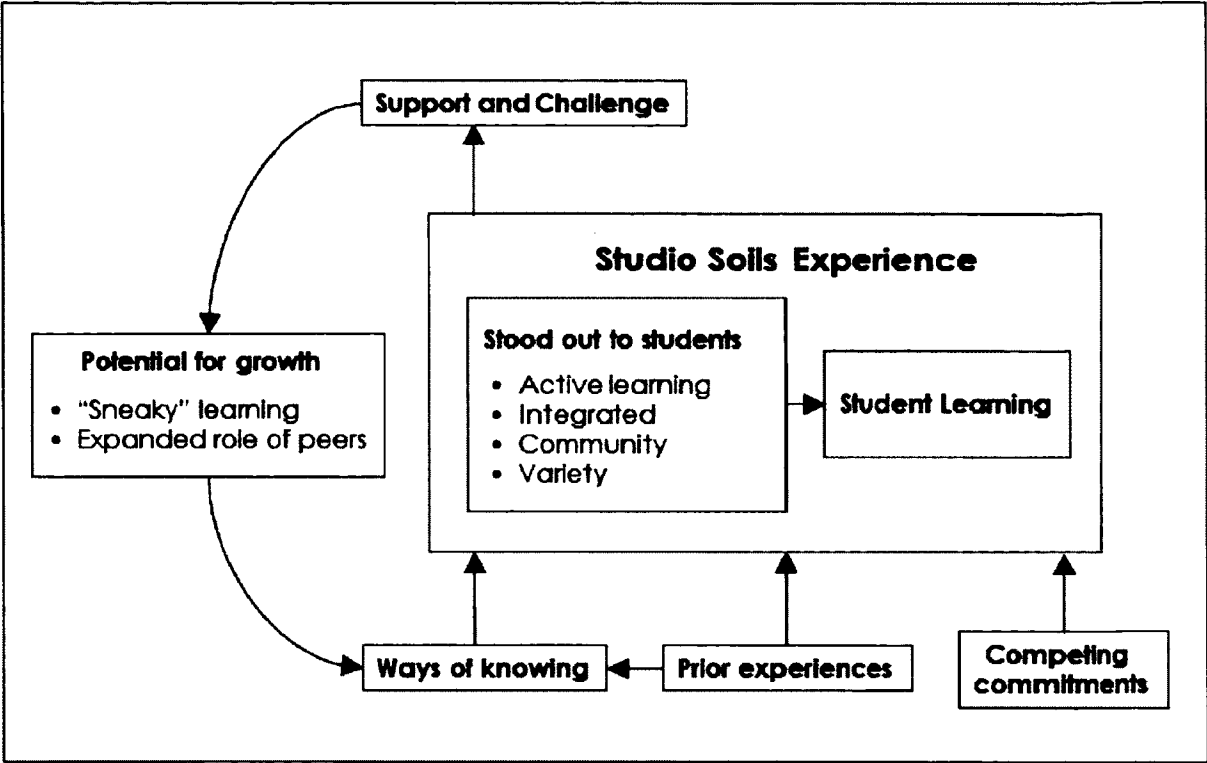 Support and Challenge
Studio Soils Experience
Stood out to students
• Active learning
• Integrated
• Community
• Variety
Student Learning
Potential for growth
• “Sneaky” learning
• Expanded role of peers
Ways of knowing
Prior experiences
Competing
commitments